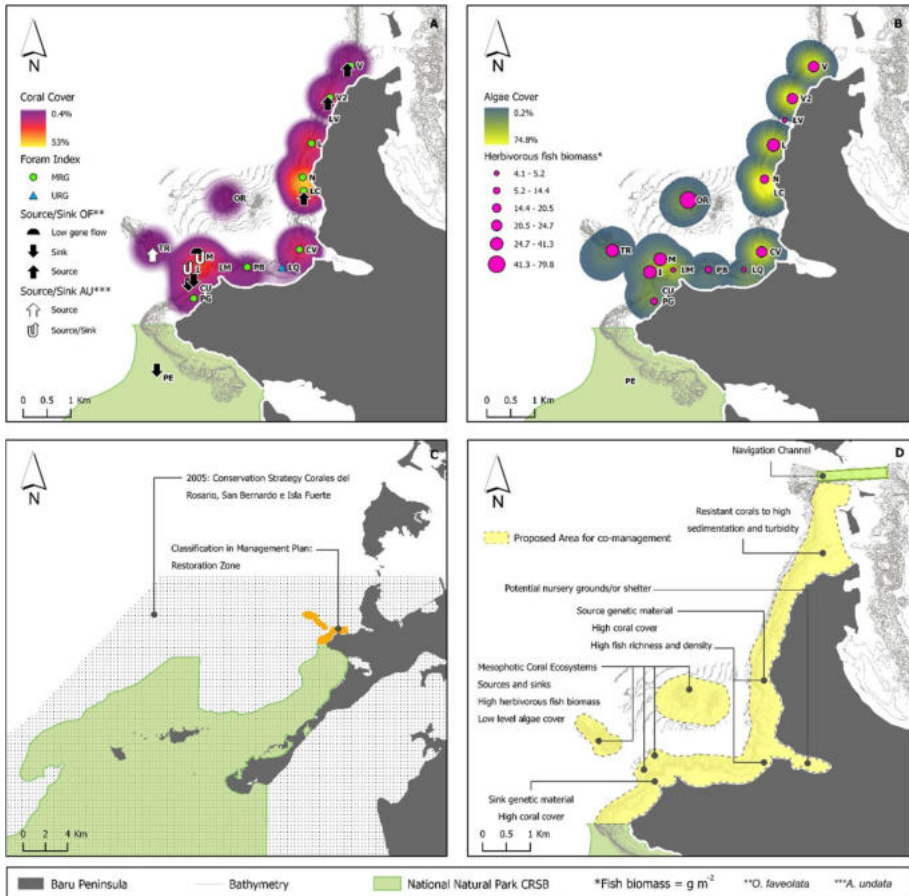 A
N
Coral Cover
0.4%
53%
Foram Index
MRG
URG
Source/Sink OF**
Low gene flow
Sink
Source
Source/Sink AU***
Source
Source/Sink
0 0.5 1 Km
V
V2
LV
L
N
LC
OR
TR
M
I
LM
PB
LQ
CV
CU
PG
PE
B
N
Algae Cover
0.2%
74.8%
Herbivorous fish biomass*
4.1 - 5.2
5.2 - 14.4
14.4 - 20.5
20.5 - 24.7
24.7 - 41.3
41.3 - 79.8
0 0.5 1 Km
V
V2
LV
L
N
LC
OR
TR
M
I
LM
PB
LQ
CV
CU
PG
PE
C
N
2005: Conservation Strategy Corales del
Rosario, San Bernardo e Isla Fuerte
Classification in Management Plan:
Restoration Zone
0 2 4 Km
D
N
Navigation Channel
Resistant corals to high
sedimentation and turbidity
Proposed Area for co-management
Potential nursery grounds/or shelter
Source genetic material
High coral cover
High fish richness and density
Mesophotic Coral Ecosystems
Sources and sinks
High herbivorous fish biomass
Low level algae cover
Sink genetic material
High coral cover
0 0.5 1 Km
Baru Peninsula
Bathymetry
National Natural Park CRSB
*Fish biomass = g m⁻²
**O. faveolata
***A. undata